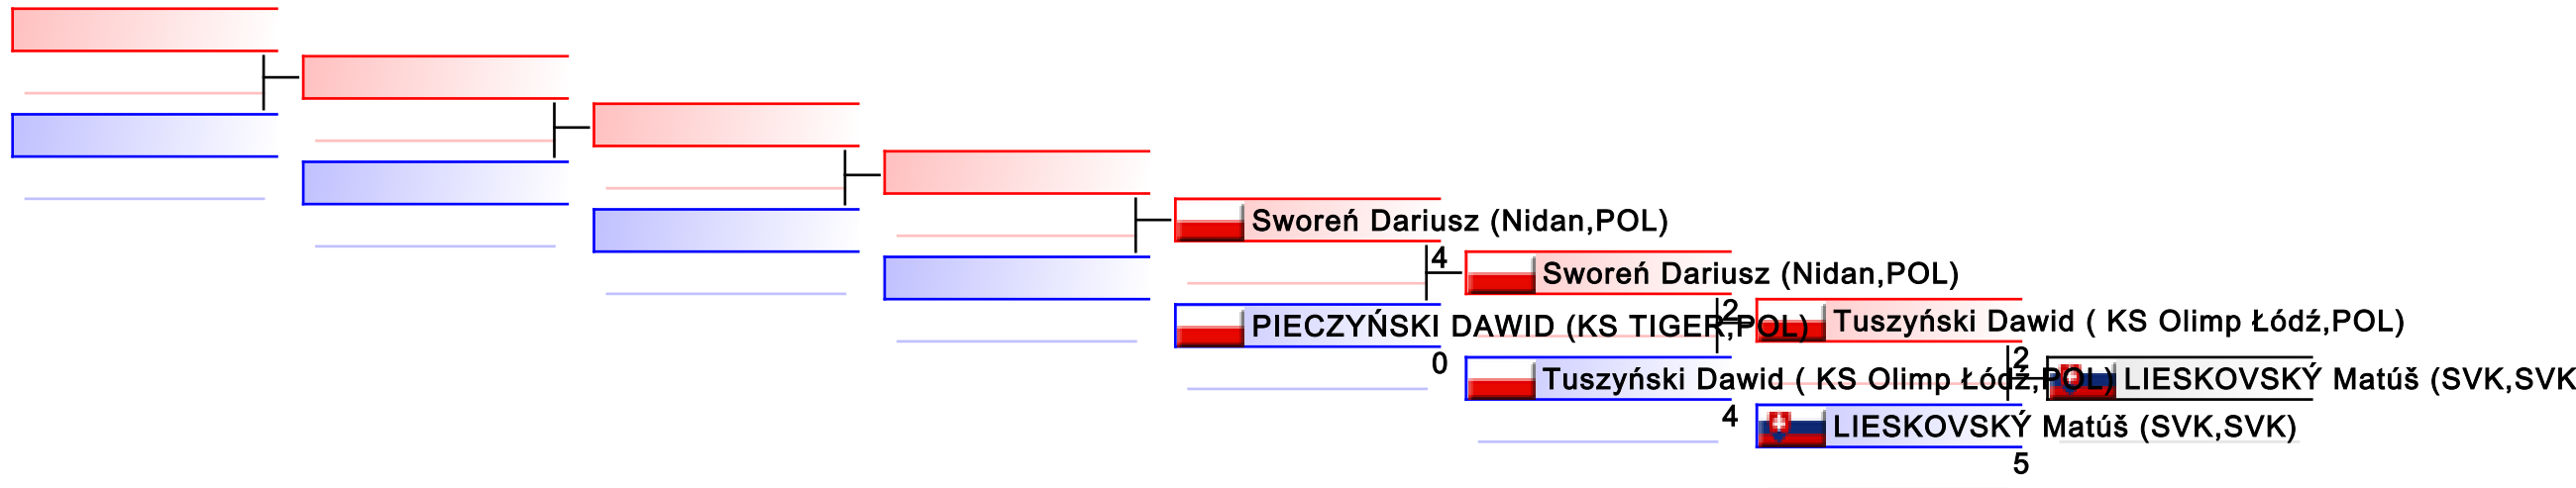 Sworeń Dariusz (Nidan,POL)
4
Sworeń Dariusz (Nidan,POL)
PIECZYŃSKI DAWID (KS TIGER,POL)
0
2
Tuszyński Dawid ( KS Olimp Łódź,POL)
Tuszyński Dawid ( KS Olimp Łódź,POL)
4
2
LIESKOVSKÝ Matúš (SVK,SVK
LIESKOVSKÝ Matúš (SVK,SVK)
5